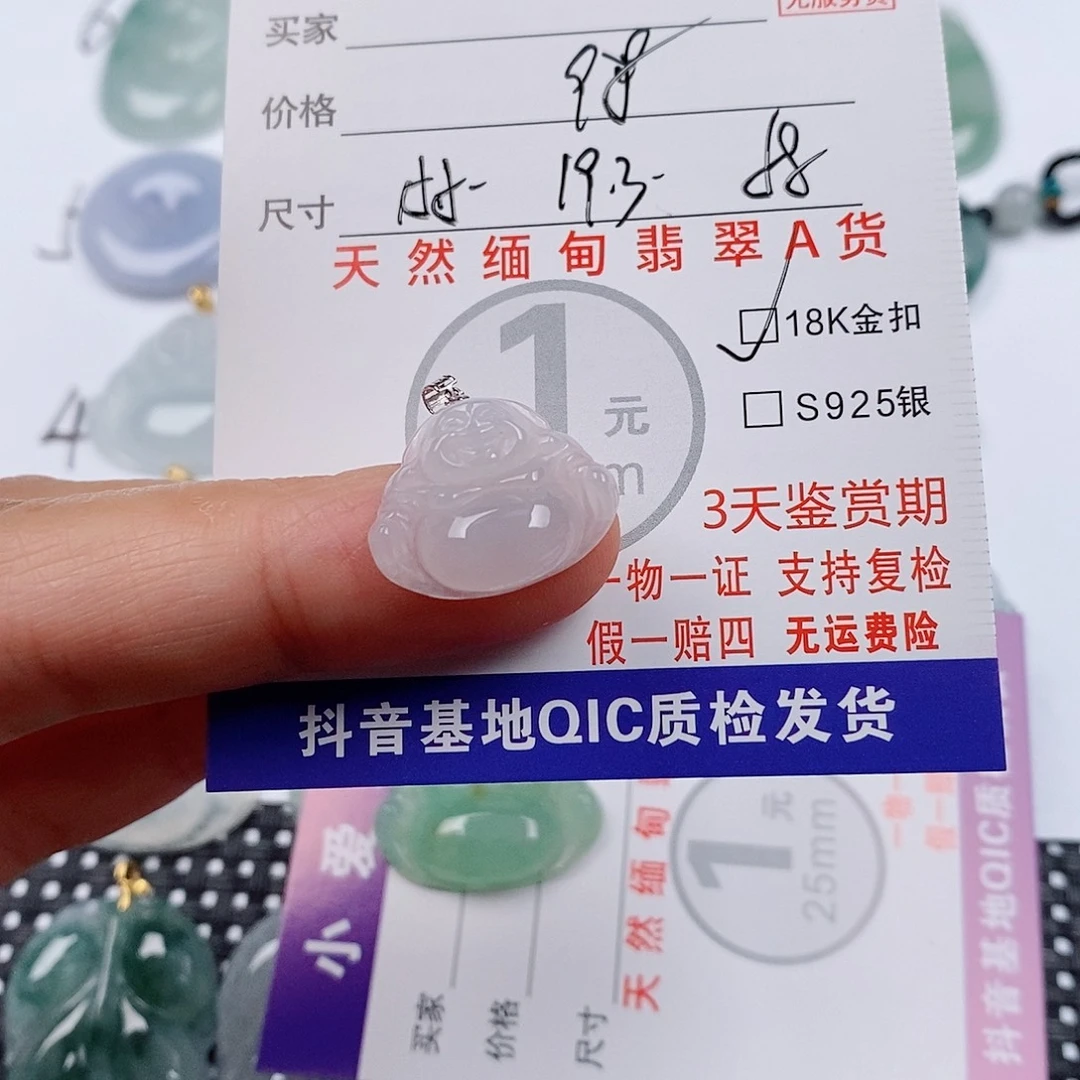 买家
价格
尺寸 19.3
天然缅甸翡翠A货
18K金扣
1元
S925银
3天鉴赏期
一物一证 支持复检
假一赔四 无运费险
抖音基地QIC质检发货
4
小爱
买家
价格
尺寸
天然缅甸
1元
25mm
抖音基地QIC质